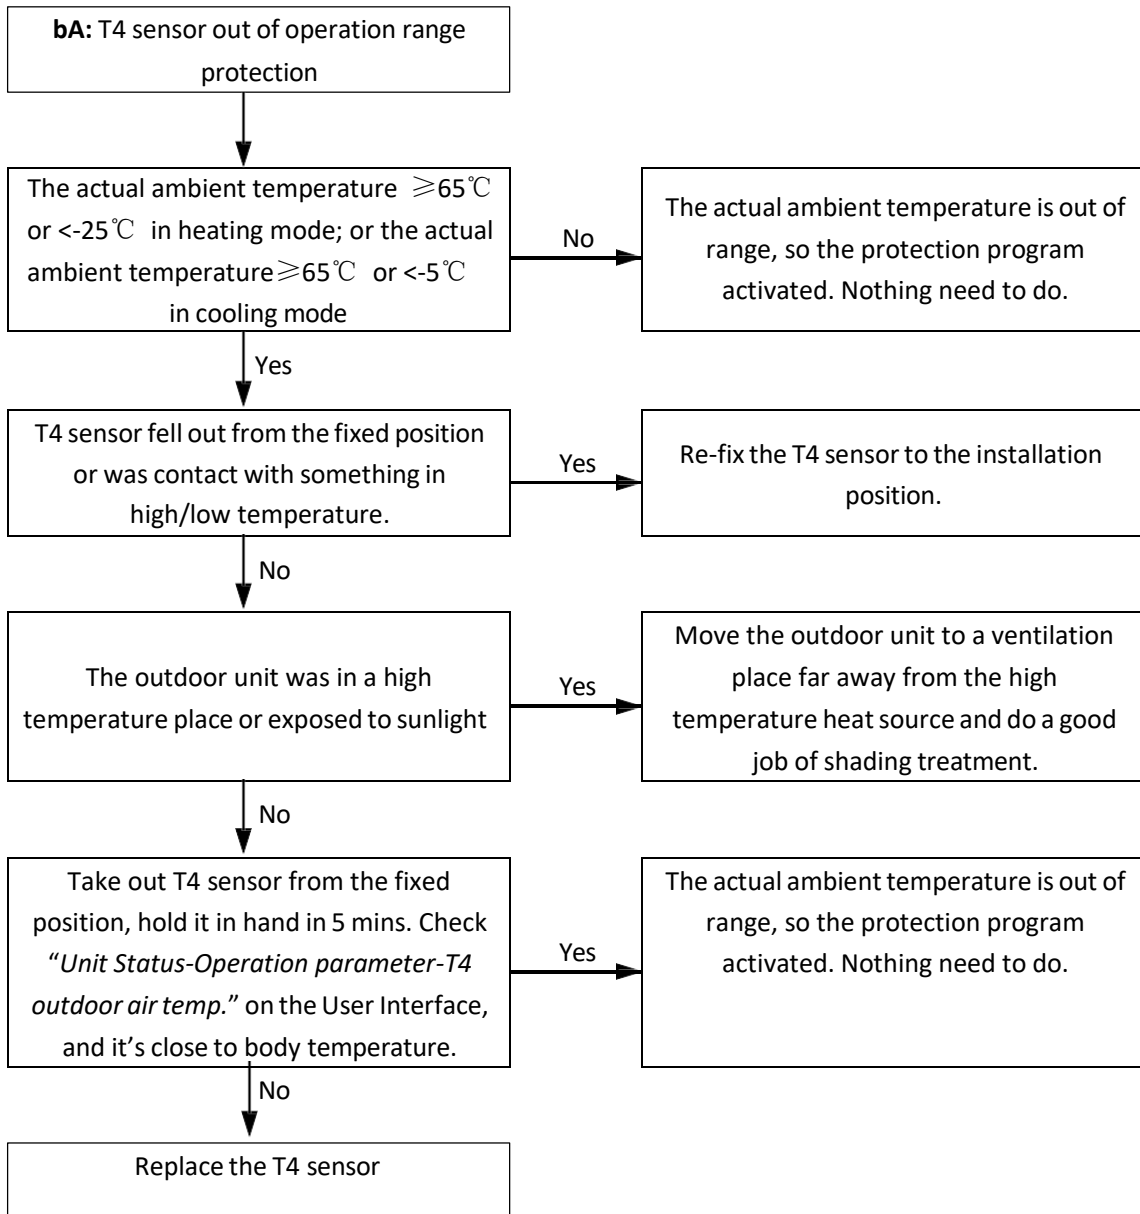 bA: T4 sensor out of operation range
protection
The actual ambient temperature ≥65℃
or <-25℃ in heating mode; or the actual
ambient temperature≥65℃ or <-5℃
in cooling mode
No
The actual ambient temperature is out of
range, so the protection program
activated. Nothing need to do.
Yes
T4 sensor fell out from the fixed position
or was contact with something in
high/low temperature.
Yes
Re-fix the T4 sensor to the installation
position.
No
The outdoor unit was in a high
temperature place or exposed to sunlight
Yes
Move the outdoor unit to a ventilation
place far away from the high
temperature heat source and do a good
job of shading treatment.
No
Take out T4 sensor from the fixed
position, hold it in hand in 5 mins. Check
“Unit Status-Operation parameter-T4
outdoor air temp.” on the User Interface,
and it’s close to body temperature.
Yes
The actual ambient temperature is out of
range, so the protection program
activated. Nothing need to do.
No
Replace the T4 sensor